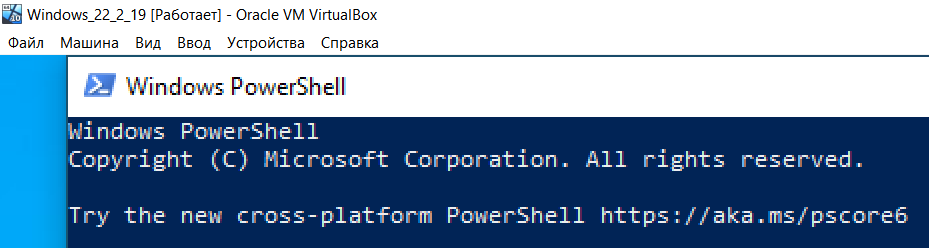 Windows_22_2_19 [Работает] - Oracle VM VirtualBox
Файл Машина Вид Ввод Устройства Справка
Windows PowerShell
Windows PowerShell
Copyright (C) Microsoft Corporation. All rights reserved.
Try the new cross-platform PowerShell https://aka.ms/pscore6